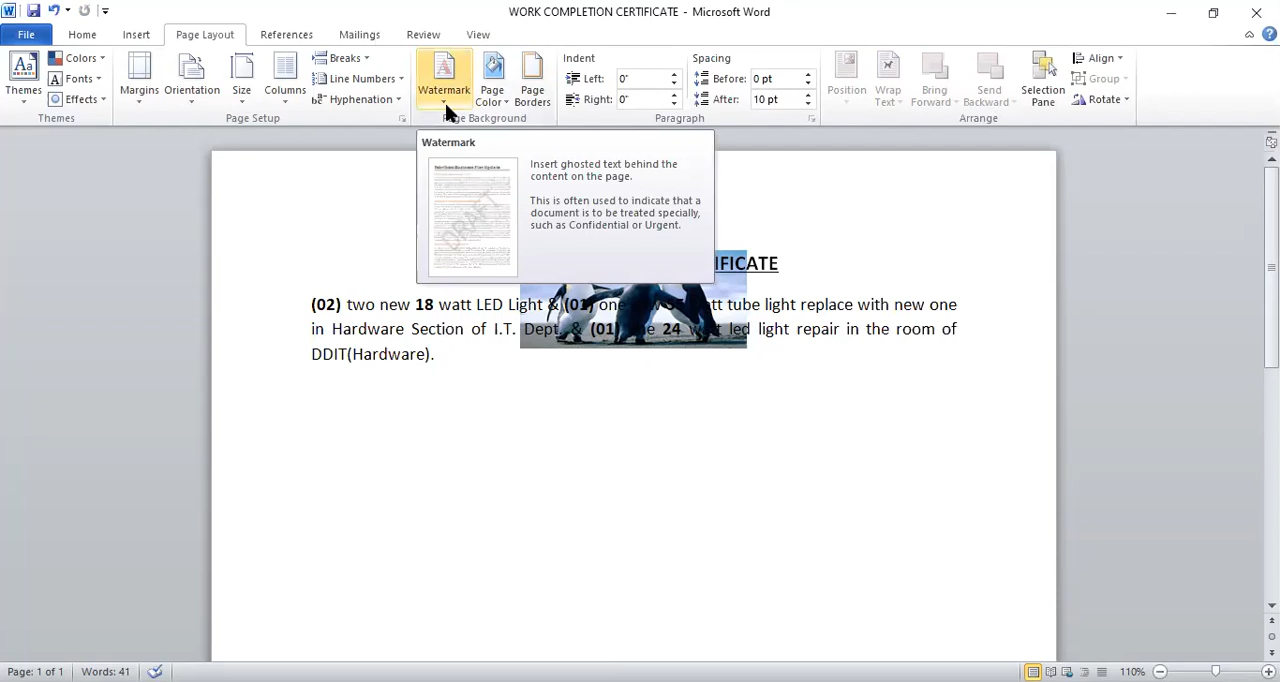 WORK COMPLETION CERTIFICATE - Microsoft Word
File Home Insert Page Layout References Mailings Review View
Themes
Colors
Fonts
Effects
Themes
Margins Orientation Size Columns
Breaks
Line Numbers
Hyphenation
Page Setup
Watermark
Page Color
Page Borders
Page Background
Indent
Left: 0"
Right: 0"
Spacing
Before: 0 pt
After: 10 pt
Paragraph
Position
Wrap Text
Bring Forward
Send Backward
Selection Pane
Align
Group
Rotate
Arrange
Watermark
DRAFT
Insert ghosted text behind the
content on the page.
This is often used to indicate that a
document is to be treated specially,
such as Confidential or Urgent.
IFICATE
(02) two new 18 watt LED Light & (01) one watt tube light replace with new one
in Hardware Section of I.T. Dept. & (01) one 24 watt led light repair in the room of
DDIT(Hardware).
Page: 1 of 1 Words: 41 110%